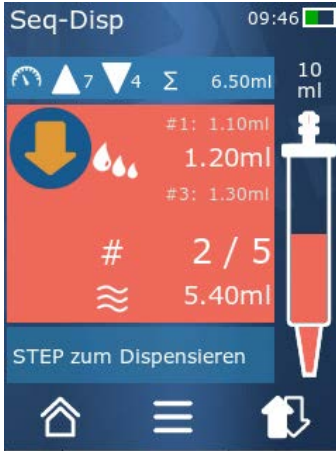 Seq-Disp 09:46
7 4 Σ 6.50ml 10 ml
#1: 1.10ml
1.20ml
#3: 1.30ml
# 2 / 5
5.40ml
STEP zum Dispensieren